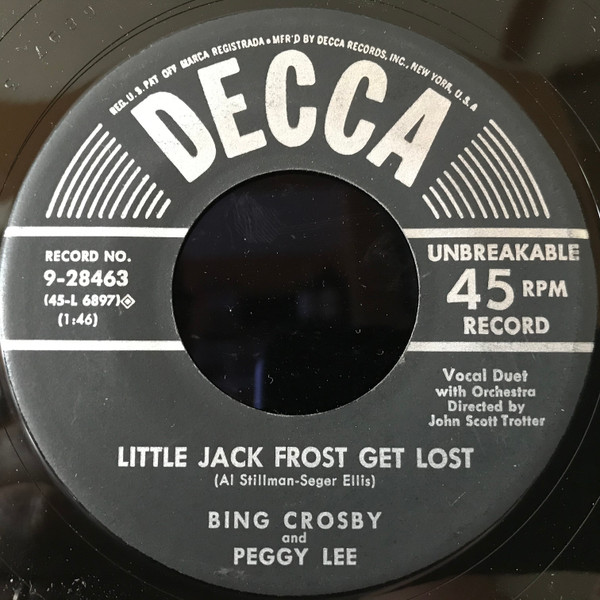 REG. U.S. PAT OFF MARCA REGISTRADA • MFR'D BY DECCA RECORDS, INC., NEW YORK, U.S.A
DECCA
RECORD NO.
9-28463
(45-L 6897)
(1:46)
UNBREAKABLE
45 RPM
RECORD
Vocal Duet
with Orchestra
Directed by
John Scott Trotter
LITTLE JACK FROST GET LOST
(Al Stillman-Seger Ellis)
BING CROSBY
and
PEGGY LEE